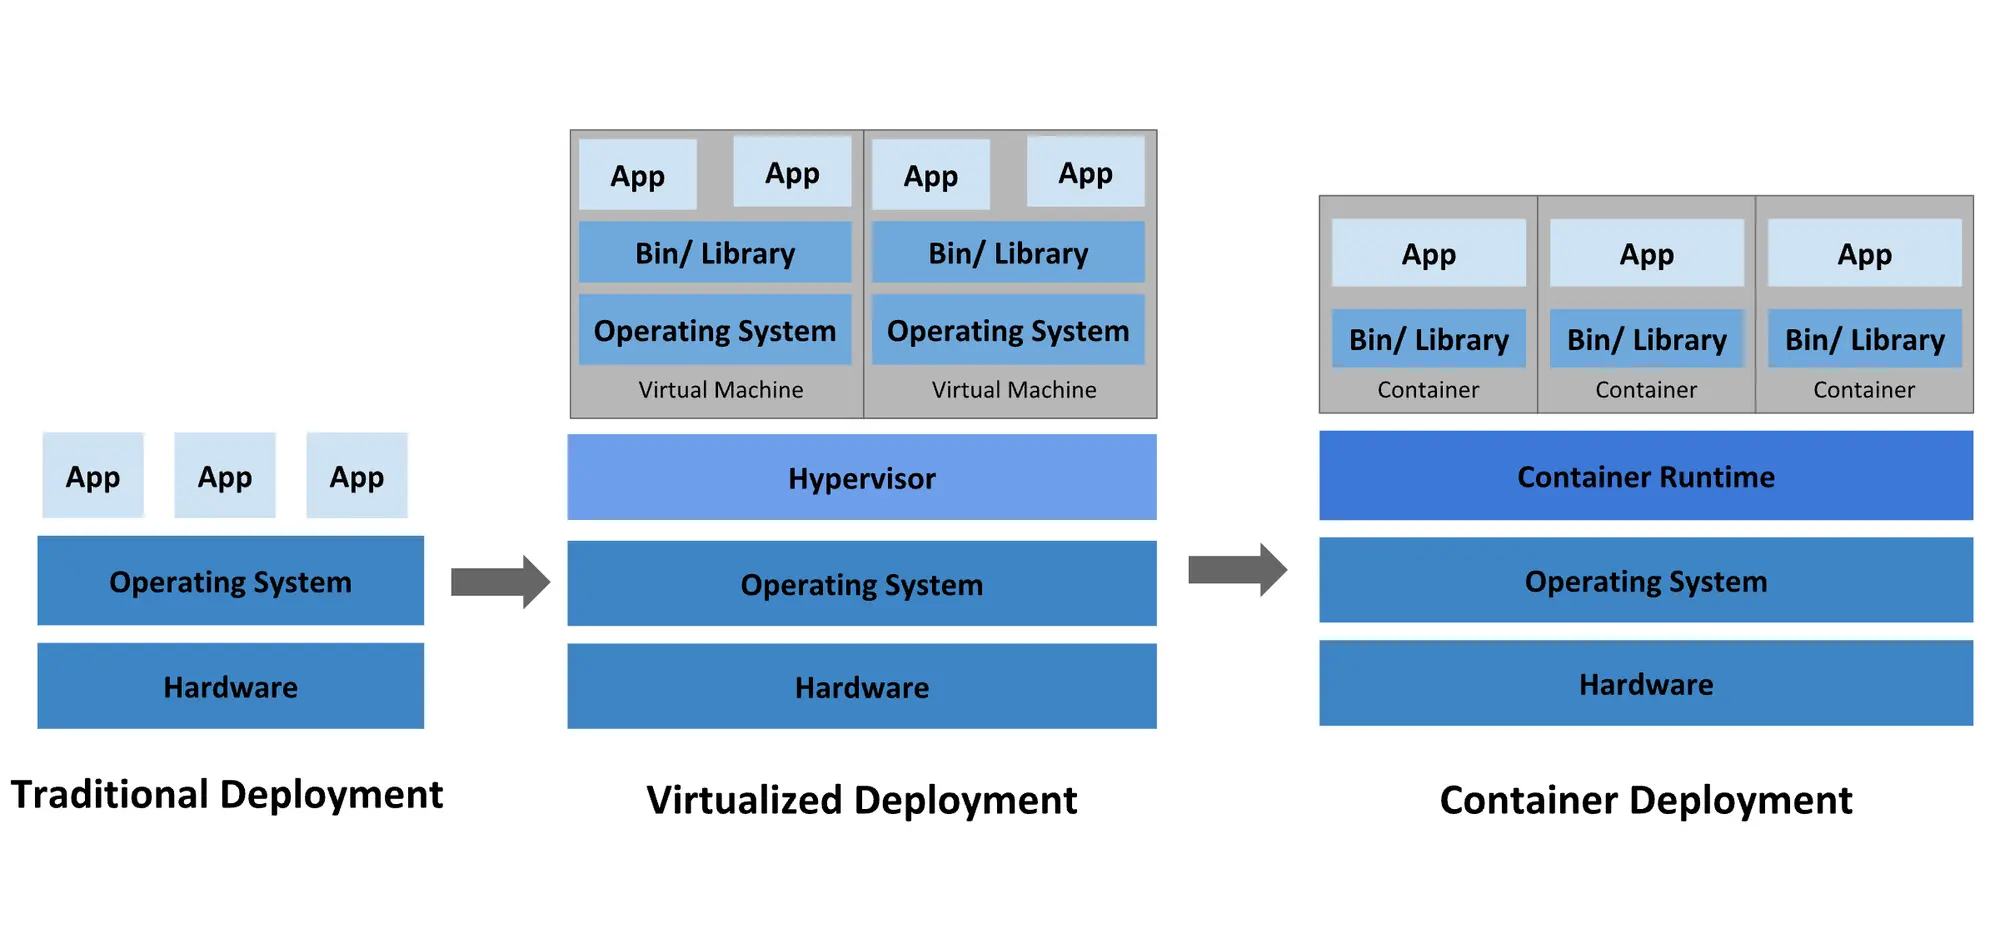 App App App
Operating System
Hardware
Traditional Deployment
App App App App
Bin/ Library Bin/ Library
Operating System Operating System
Virtual Machine Virtual Machine
Hypervisor
Operating System
Hardware
Virtualized Deployment
App App App
Bin/ Library Bin/ Library Bin/ Library
Container Container Container
Container Runtime
Operating System
Hardware
Container Deployment